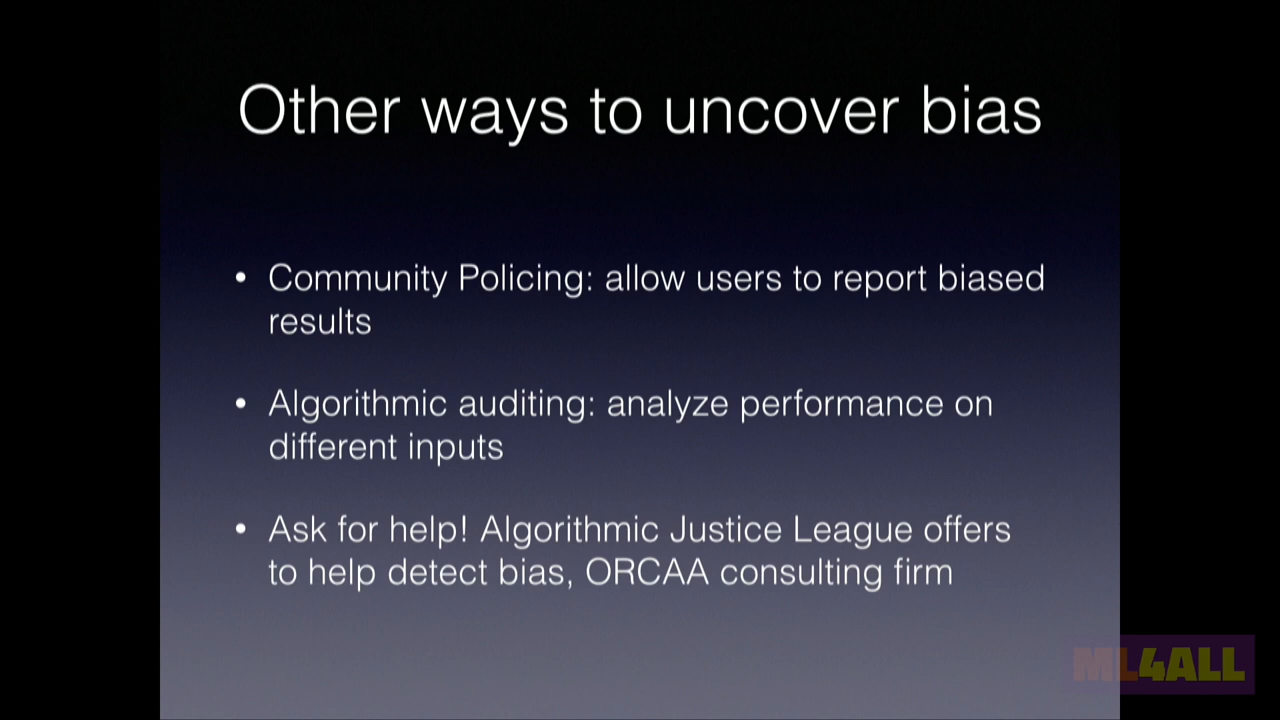 Other ways to uncover bias
• Community Policing: allow users to report biased
results
• Algorithmic auditing: analyze performance on
different inputs
• Ask for help! Algorithmic Justice League offers
to help detect bias, ORCAA consulting firm
ML4ALL